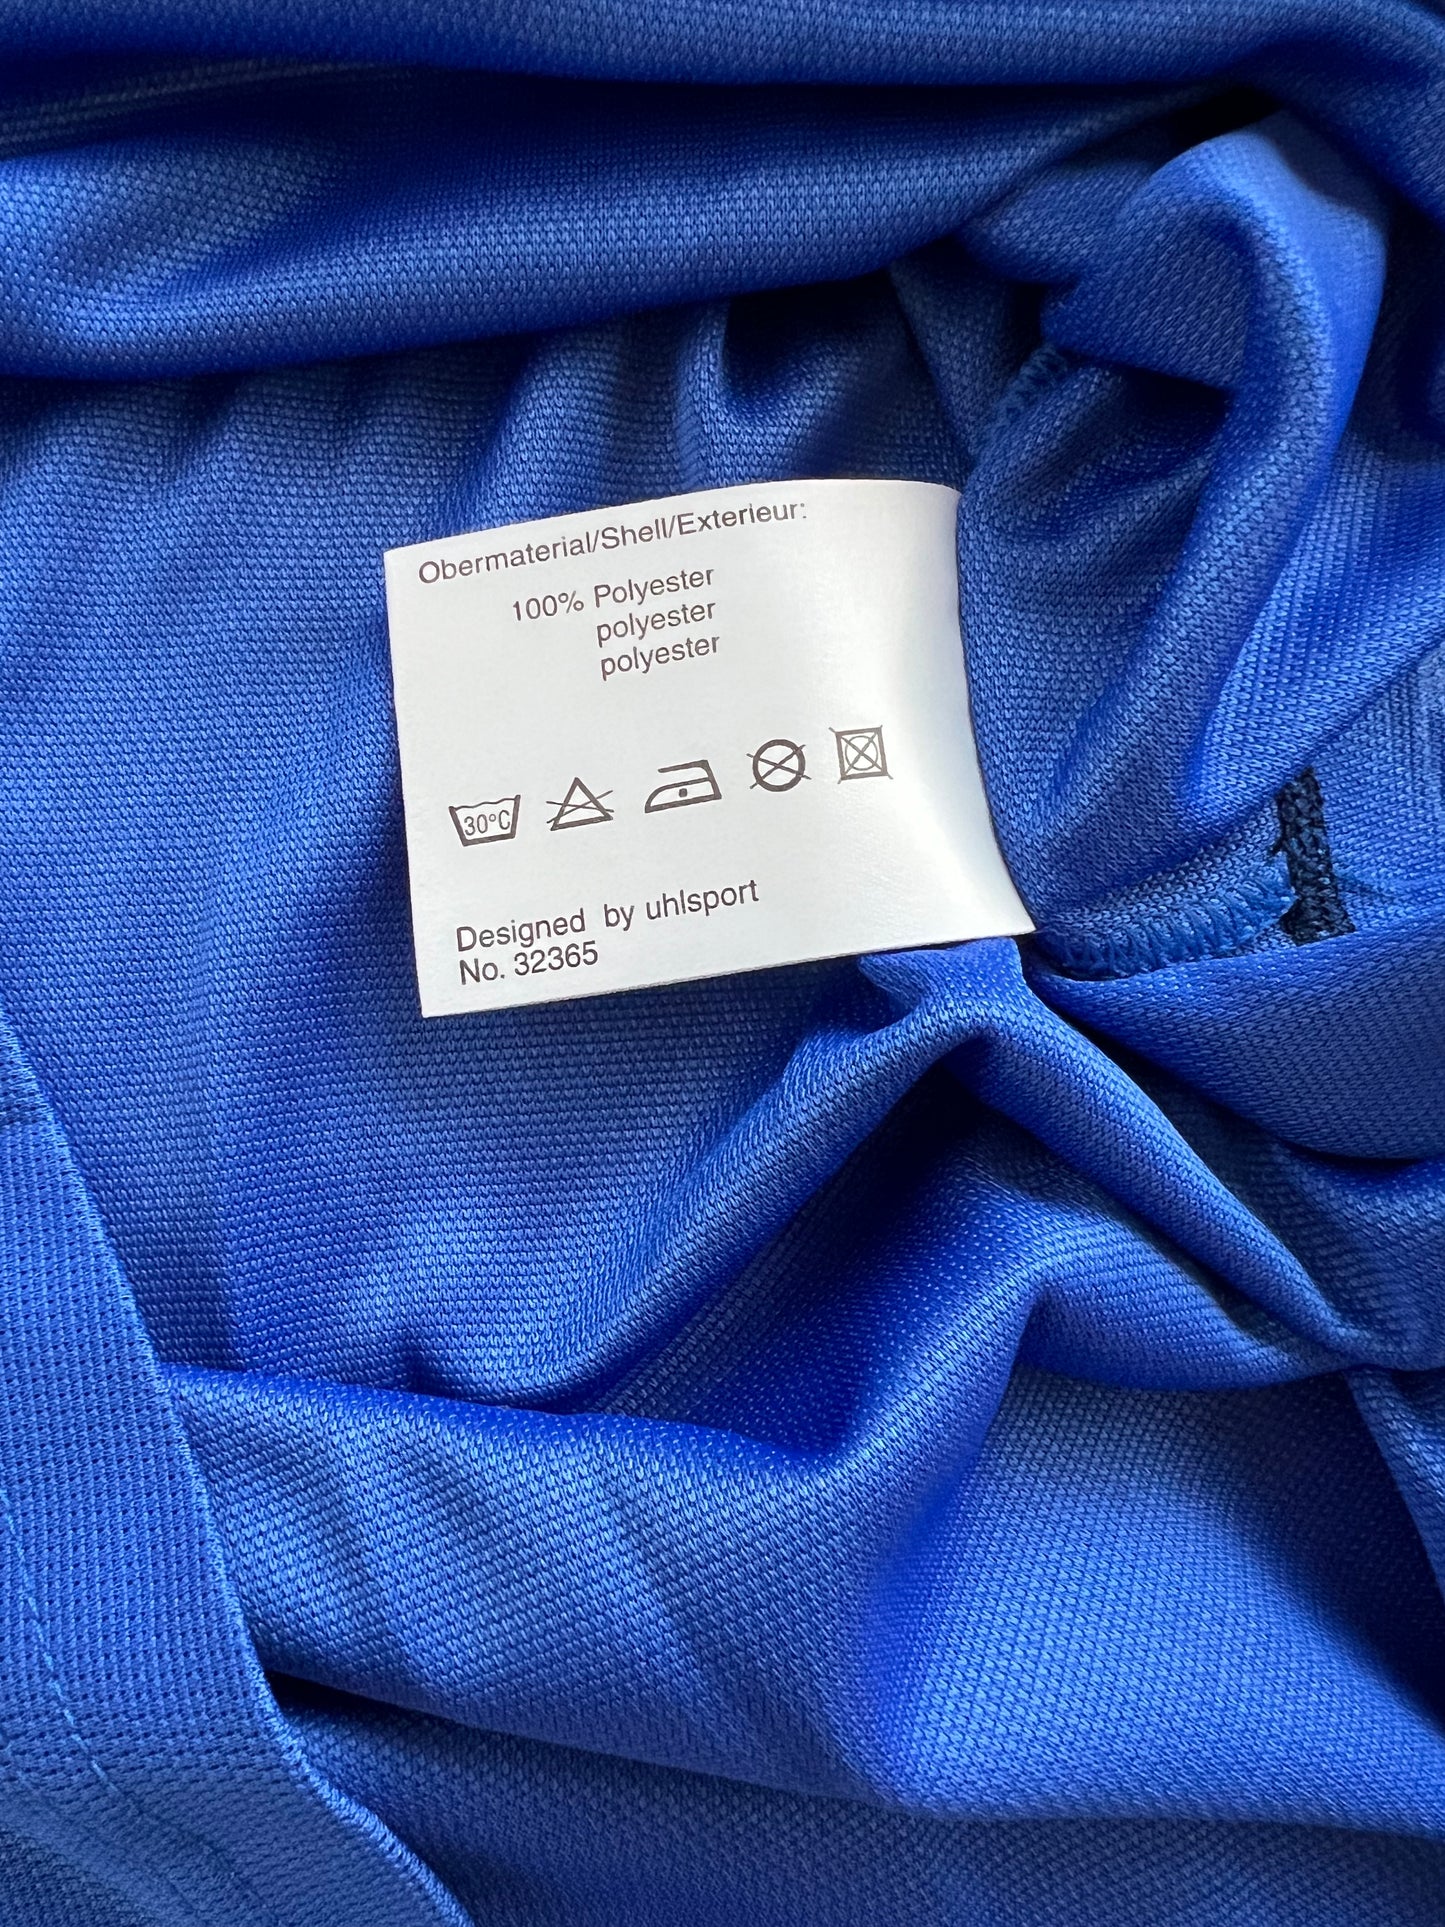 Obermaterial/Shell/Exterieur:
100% Polyester
polyester
polyester
30°C
Designed by uhlsport
No. 32365